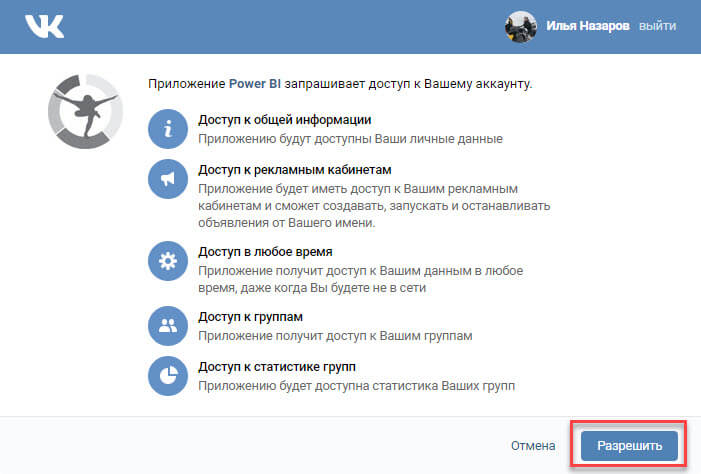 Илья Назаров выйти
Приложение Power BI запрашивает доступ к Вашему аккаунту.
Доступ к общей информации
Приложению будут доступны Ваши личные данные
Доступ к рекламным кабинетам
Приложение будет иметь доступ к Вашим рекламным
кабинетам и сможет создавать, запускать и останавливать
объявления от Вашего имени.
Доступ в любое время
Приложение получит доступ к Вашим данным в любое
время, даже когда Вы будете не в сети
Доступ к группам
Приложение получит доступ к Вашим группам
Доступ к статистике групп
Приложению будет доступна статистика Ваших групп
Отмена Разрешить